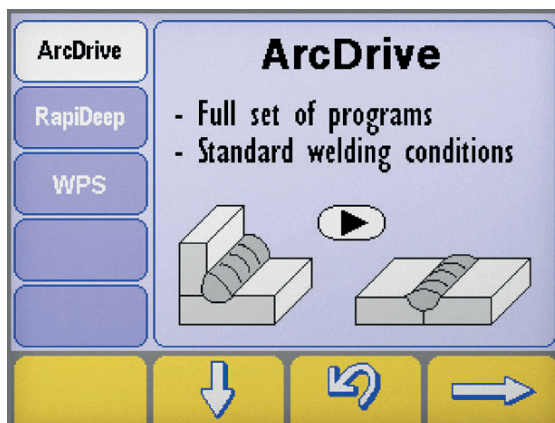 ArcDrive
RapiDeep
WPS
ArcDrive
- Full set of programs
- Standard welding conditions